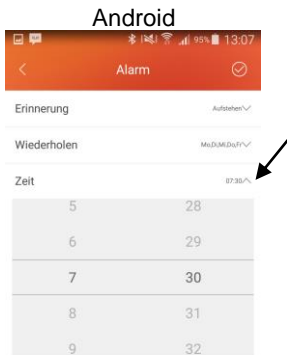 Android
95% 13:07
Alarm
Erinnerung Aufstehen
Wiederholen Mo,Di,Mi,Do,Fr
Zeit 07:30
5 28
6 29
7 30
8 31
9 32